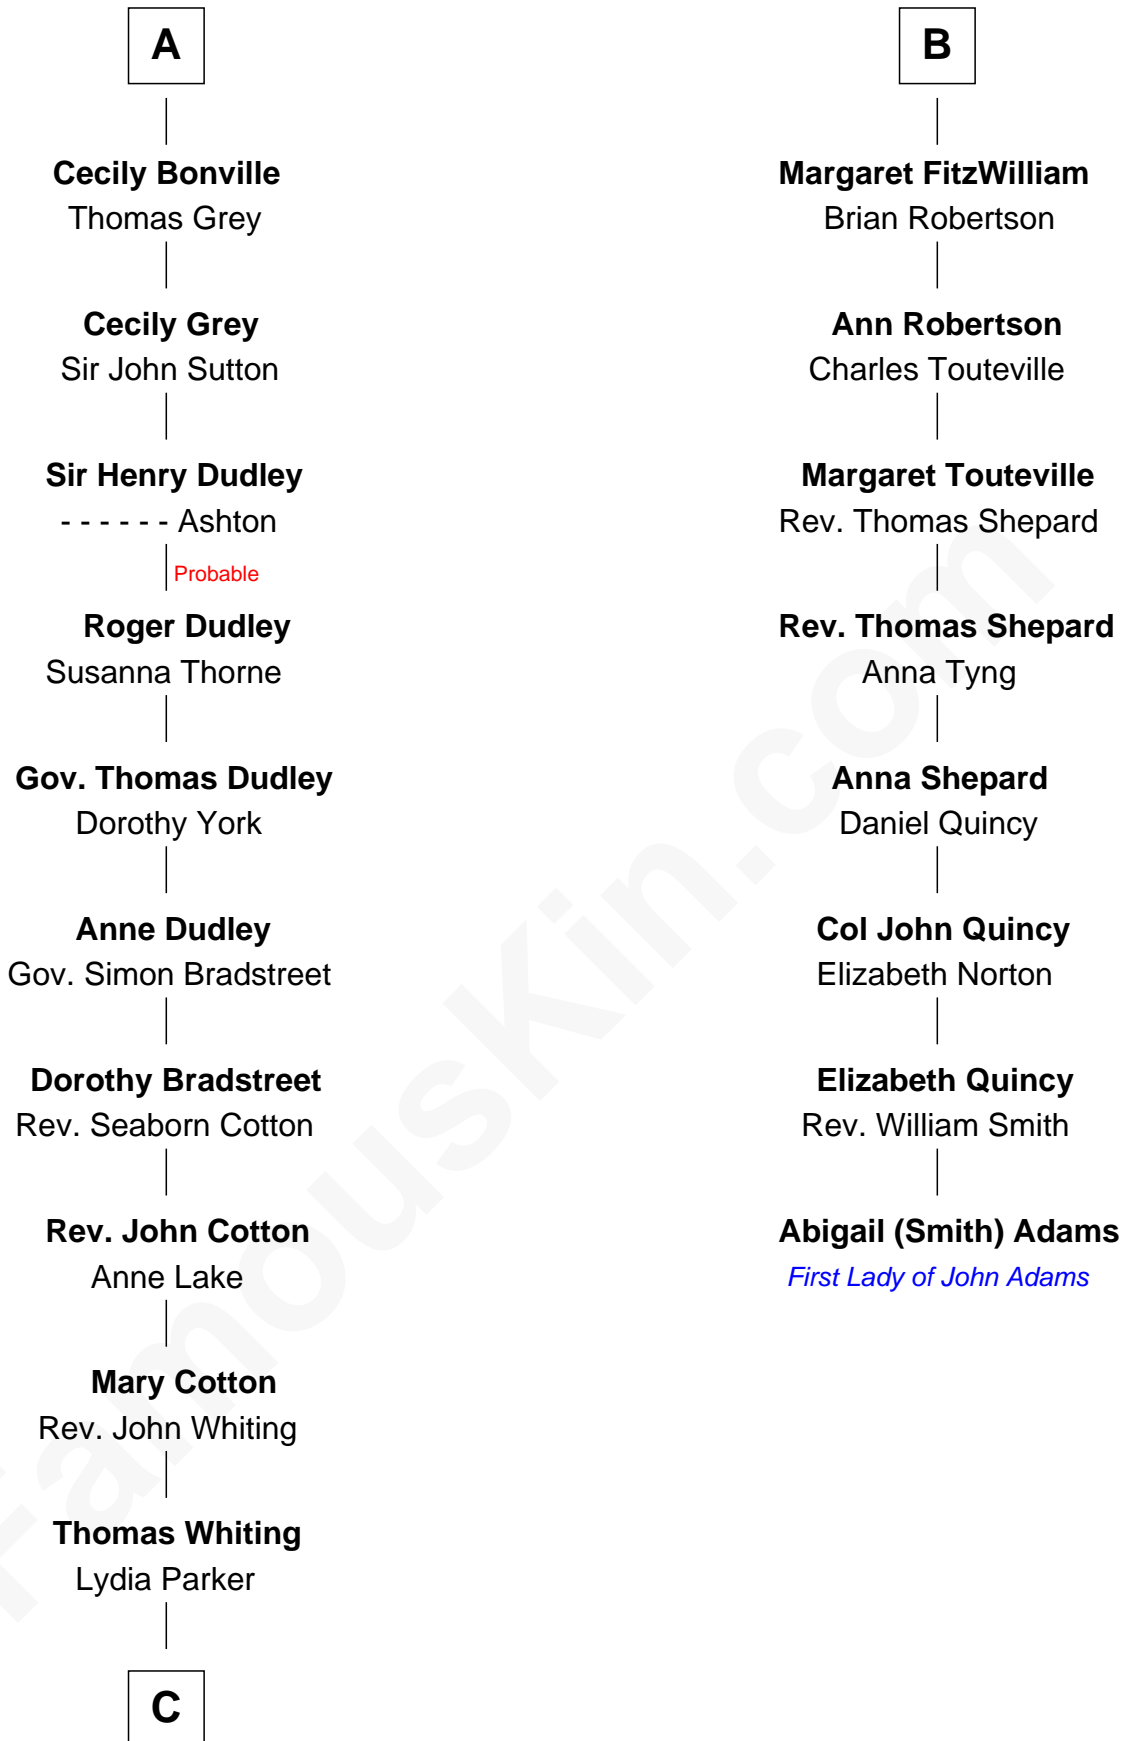 A
Cecily Bonville
Thomas Grey
Cecily Grey
Sir John Sutton
Sir Henry Dudley
- - - - - - Ashton
Probable
Roger Dudley
Susanna Thorne
Gov. Thomas Dudley
Dorothy York
Anne Dudley
Gov. Simon Bradstreet
Dorothy Bradstreet
Rev. Seaborn Cotton
Rev. John Cotton
Anne Lake
Mary Cotton
Rev. John Whiting
Thomas Whiting
Lydia Parker
C
B
Margaret FitzWilliam
Brian Robertson
Ann Robertson
Charles Touteville
Margaret Touteville
Rev. Thomas Shepard
Rev. Thomas Shepard
Anna Tyng
Anna Shepard
Daniel Quincy
Col John Quincy
Elizabeth Norton
Elizabeth Quincy
Rev. William Smith
Abigail (Smith) Adams
First Lady of John Adams
FamousKin.com